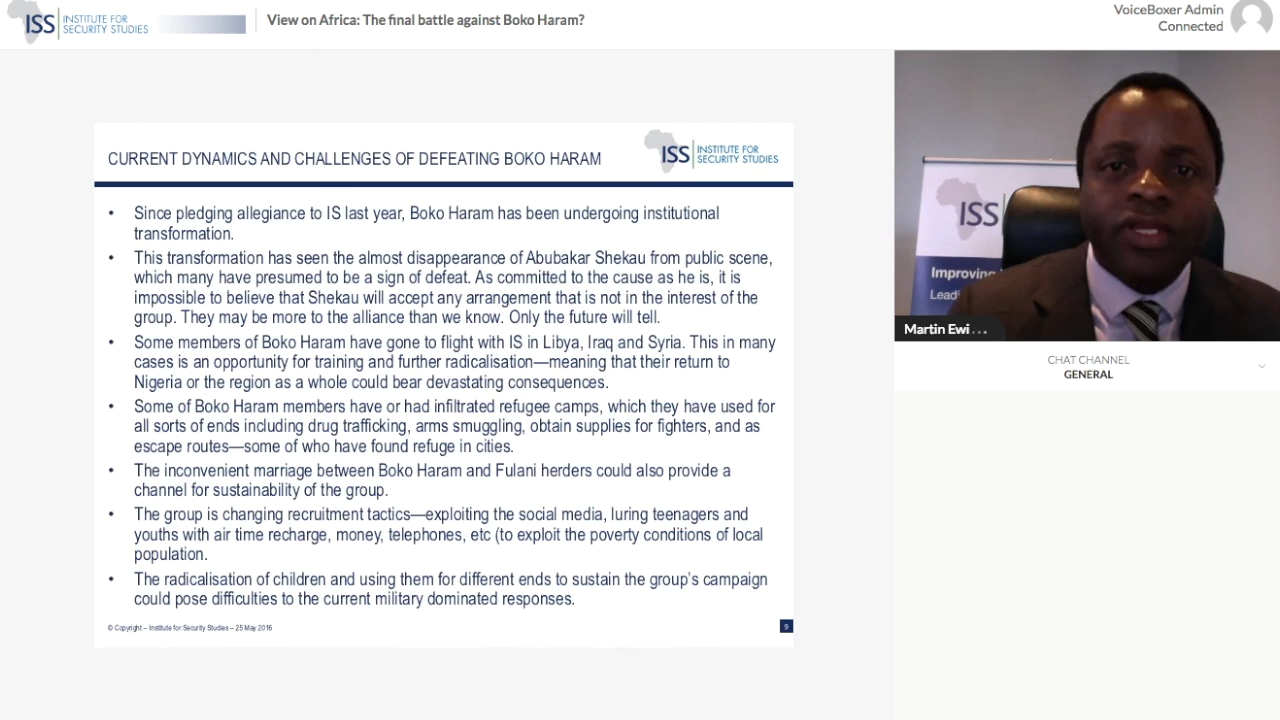 ISS INSTITUTE FOR
SECURITY STUDIES
View on Africa: The final battle against Boko Haram?
VoiceBoxer Admin
Connected
CURRENT DYNAMICS AND CHALLENGES OF DEFEATING BOKO HARAM
ISS INSTITUTE FOR
SECURITY STUDIES
• Since pledging allegiance to IS last year, Boko Haram has been undergoing institutional
transformation.
• This transformation has seen the almost disappearance of Abubakar Shekau from public scene,
which many have presumed to be a sign of defeat. As committed to the cause as he is, it is
impossible to believe that Shekau will accept any arrangement that is not in the interest of the
group. They may be more to the alliance than we know. Only the future will tell.
• Some members of Boko Haram have gone to flight with IS in Libya, Iraq and Syria. This in many
cases is an opportunity for training and further radicalisation—meaning that their return to
Nigeria or the region as a whole could bear devastating consequences.
• Some of Boko Haram members have or had infiltrated refugee camps, which they have used for
all sorts of ends including drug trafficking, arms smuggling, obtain supplies for fighters, and as
escape routes—some of who have found refuge in cities.
• The inconvenient marriage between Boko Haram and Fulani herders could also provide a
channel for sustainability of the group.
• The group is changing recruitment tactics—exploiting the social media, luring teenagers and
youths with air time recharge, money, telephones, etc (to exploit the poverty conditions of local
population.
• The radicalisation of children and using them for different ends to sustain the group's campaign
could pose difficulties to the current military dominated responses.
© Copyright – Institute for Security Studies – 25 May 2016
9
ISS
Improving
Leadi
Martin Ewi ...
CHAT CHANNEL
GENERAL